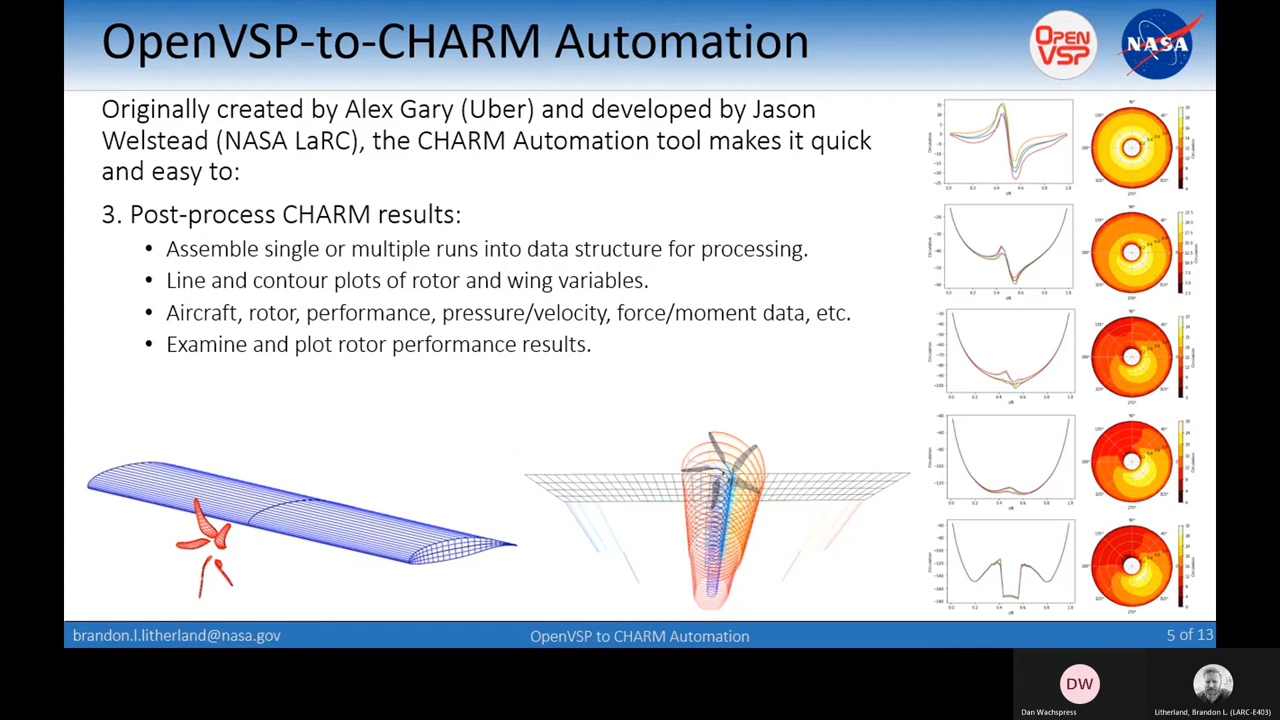 OpenVSP-to-CHARM Automation
OPEN
VSP
NASA
Originally created by Alex Gary (Uber) and developed by Jason
Welstead (NASA LaRC), the CHARM Automation tool makes it quick
and easy to:
3. Post-process CHARM results:
• Assemble single or multiple runs into data structure for processing.
• Line and contour plots of rotor and wing variables.
• Aircraft, rotor, performance, pressure/velocity, force/moment data, etc.
• Examine and plot rotor performance results.
brandon.l.litherland@nasa.gov
OpenVSP to CHARM Automation
5 of 13
DW
Dan Wachspress
Litherland, Brandon L. (LARC-E403)